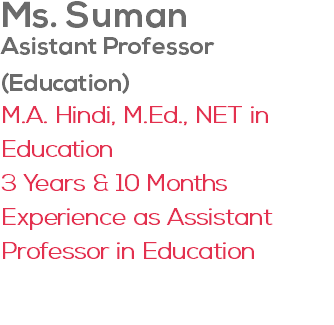 Ms. Suman
Asistant Professor
(Education)
M.A. Hindi, M.Ed., NET in
Education
3 Years & 10 Months
Experience as Assistant
Professor in Education